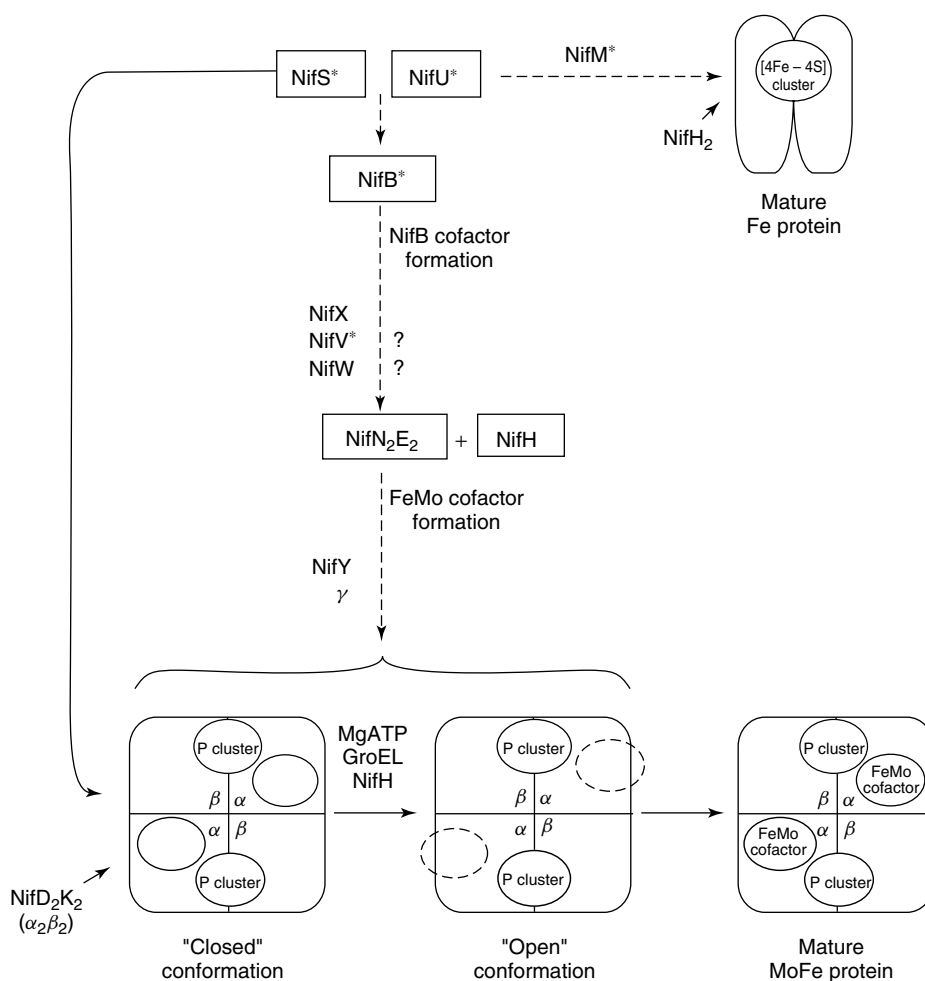 NifS*
NifU*
NifM*
[4Fe – 4S]
cluster
NifH₂
Mature
Fe protein
NifB*
NifB cofactor
formation
NifX
NifV* ?
NifW ?
NifN₂E₂ + NifH
FeMo cofactor
formation
NifY
γ
P cluster
β α
α β
P cluster
NifD₂K₂
(α₂β₂)
"Closed"
conformation
MgATP
GroEL
NifH
P cluster
β α
α β
P cluster
"Open"
conformation
P cluster
FeMo
cofactor
β α
α β
FeMo
cofactor
P cluster
Mature
MoFe protein